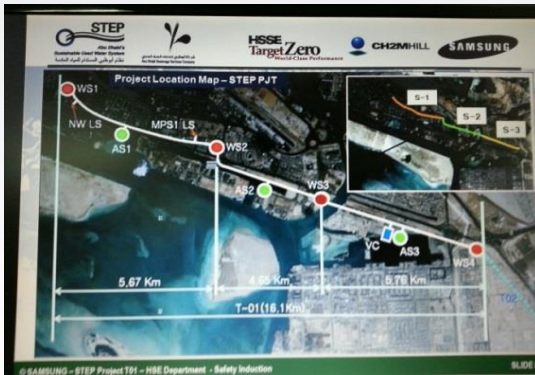 STEP
Abu Dhabi's
Sustainable Used Water System
HSSE
Target Zero
World-Class Performance
CH2MHILL
SAMSUNG
Project Location Map – STEP PJT
S-1
S-2
S-3
WS1
NW LS
AS1
MPS1 LS
WS2
AS2
WS3
VC
AS3
WS4
5,67 Km
4,65 Km
5,76 Km
T-01(16,1Km)
T02
© SAMSUNG – STEP Project T01 – HSE Department - Safety Induction
SLIDE